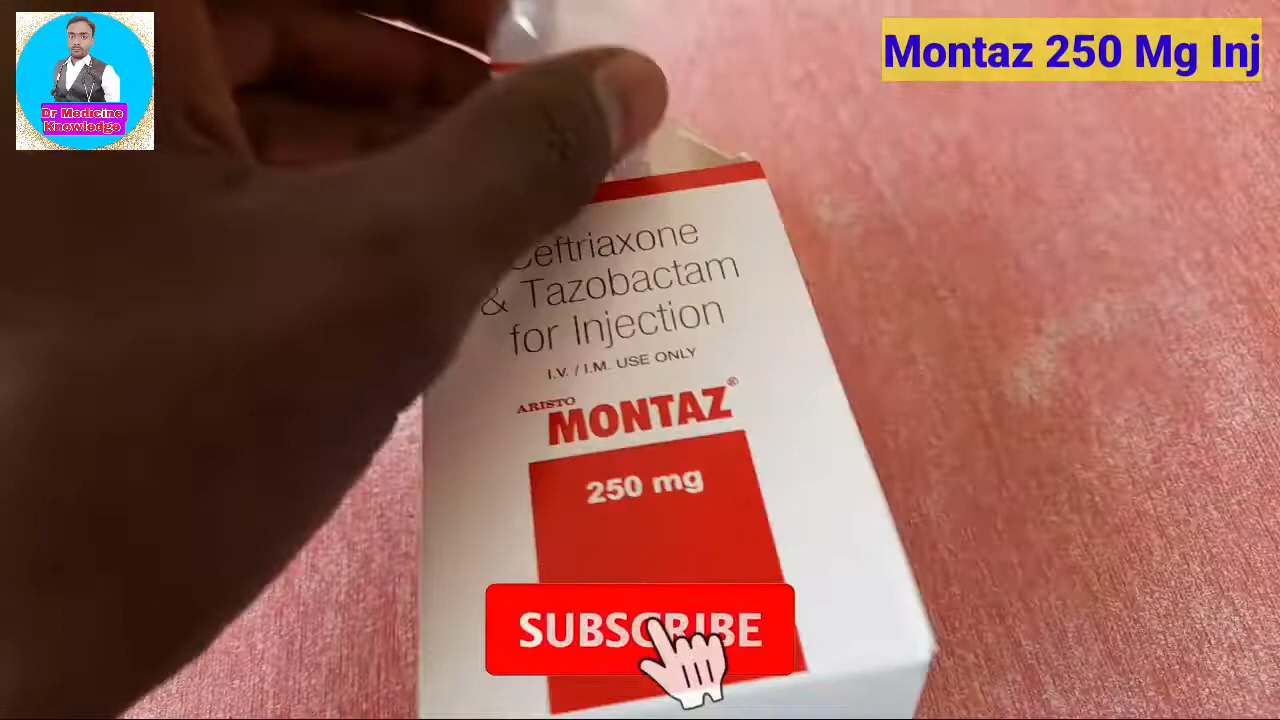 Dr Medicine
Knowledge
Montaz 250 Mg Inj
Ceftriaxone
& Tazobactam
for Injection
I.V. / I.M. USE ONLY
ARISTO
MONTAZ®
250 mg
SUBSCRIBE